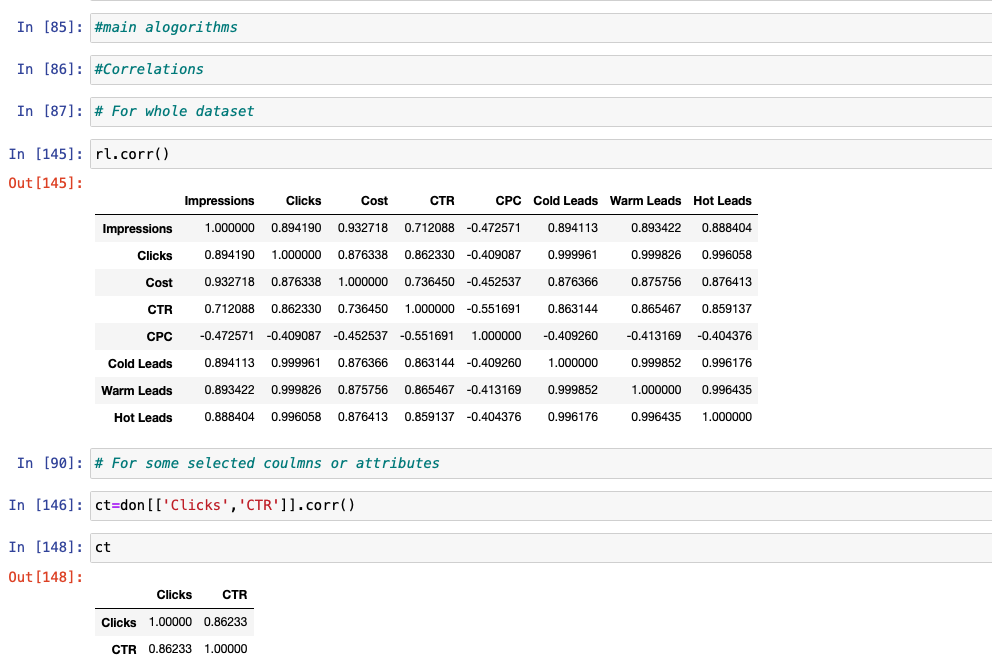 In [85]: #main alogorithms
In [86]: #Correlations
In [87]: # For whole dataset
In [145]: rl.corr()
Out[145]:
Impressions Clicks Cost CTR CPC Cold Leads Warm Leads Hot Leads
Impressions 1.000000 0.894190 0.932718 0.712088 -0.472571 0.894113 0.893422 0.888404
Clicks 0.894190 1.000000 0.876338 0.862330 -0.409087 0.999961 0.999826 0.996058
Cost 0.932718 0.876338 1.000000 0.736450 -0.452537 0.876366 0.875756 0.876413
CTR 0.712088 0.862330 0.736450 1.000000 -0.551691 0.863144 0.865467 0.859137
CPC -0.472571 -0.409087 -0.452537 -0.551691 1.000000 -0.409260 -0.413169 -0.404376
Cold Leads 0.894113 0.999961 0.876366 0.863144 -0.409260 1.000000 0.999852 0.996176
Warm Leads 0.893422 0.999826 0.875756 0.865467 -0.413169 0.999852 1.000000 0.996435
Hot Leads 0.888404 0.996058 0.876413 0.859137 -0.404376 0.996176 0.996435 1.000000
In [90]: # For some selected coulmns or attributes
In [146]: ct=don[['Clicks','CTR']].corr()
In [148]: ct
Out[148]:
Clicks CTR
Clicks 1.00000 0.86233
CTR 0.86233 1.00000